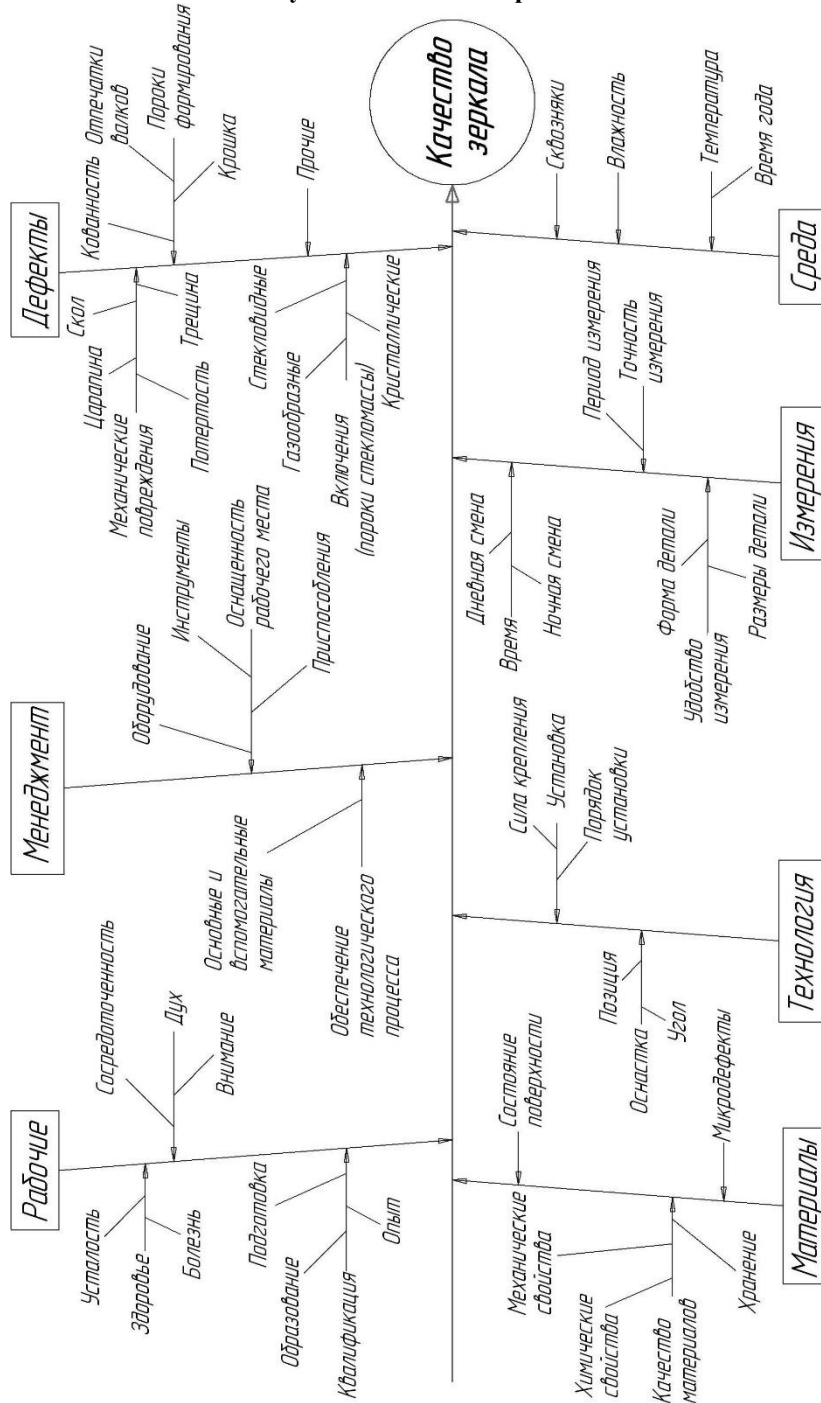 Рабочие
Усталость
Здоровье
Болезнь
Сосредоточенность
Дух
Внимание
Образование
Подготовка
Квалификация
Опыт
Менеджмент
Оборудование
Инструменты
Оснащенность
рабочего места
Приспособления
Основные и
вспомогательные
материалы
Обеспечение
технологического
процесса
Дефекты
Царапина
Скол
Механические
повреждения
Потертость
Трещина
Кованность
Отпечатки
валков
Пороки
формирования
Крошка
Прочие
Газообразные
Стекловидные
Включения
(пороки стекломассы)
Кристаллические
Качество
зеркала
Механические
свойства
Состояние
поверхности
Химические
свойства
Качество
материалов
Хранение
Микродефекты
Материалы
Сила крепления
Установка
Порядок
установки
Позиция
Оснастка
Угол
Технология
Дневная смена
Время
Ночная смена
Период измерения
Точность
измерения
Форма детали
Удобство
измерения
Размеры детали
Измерения
Сквозняки
Влажность
Температура
Время года
Среда